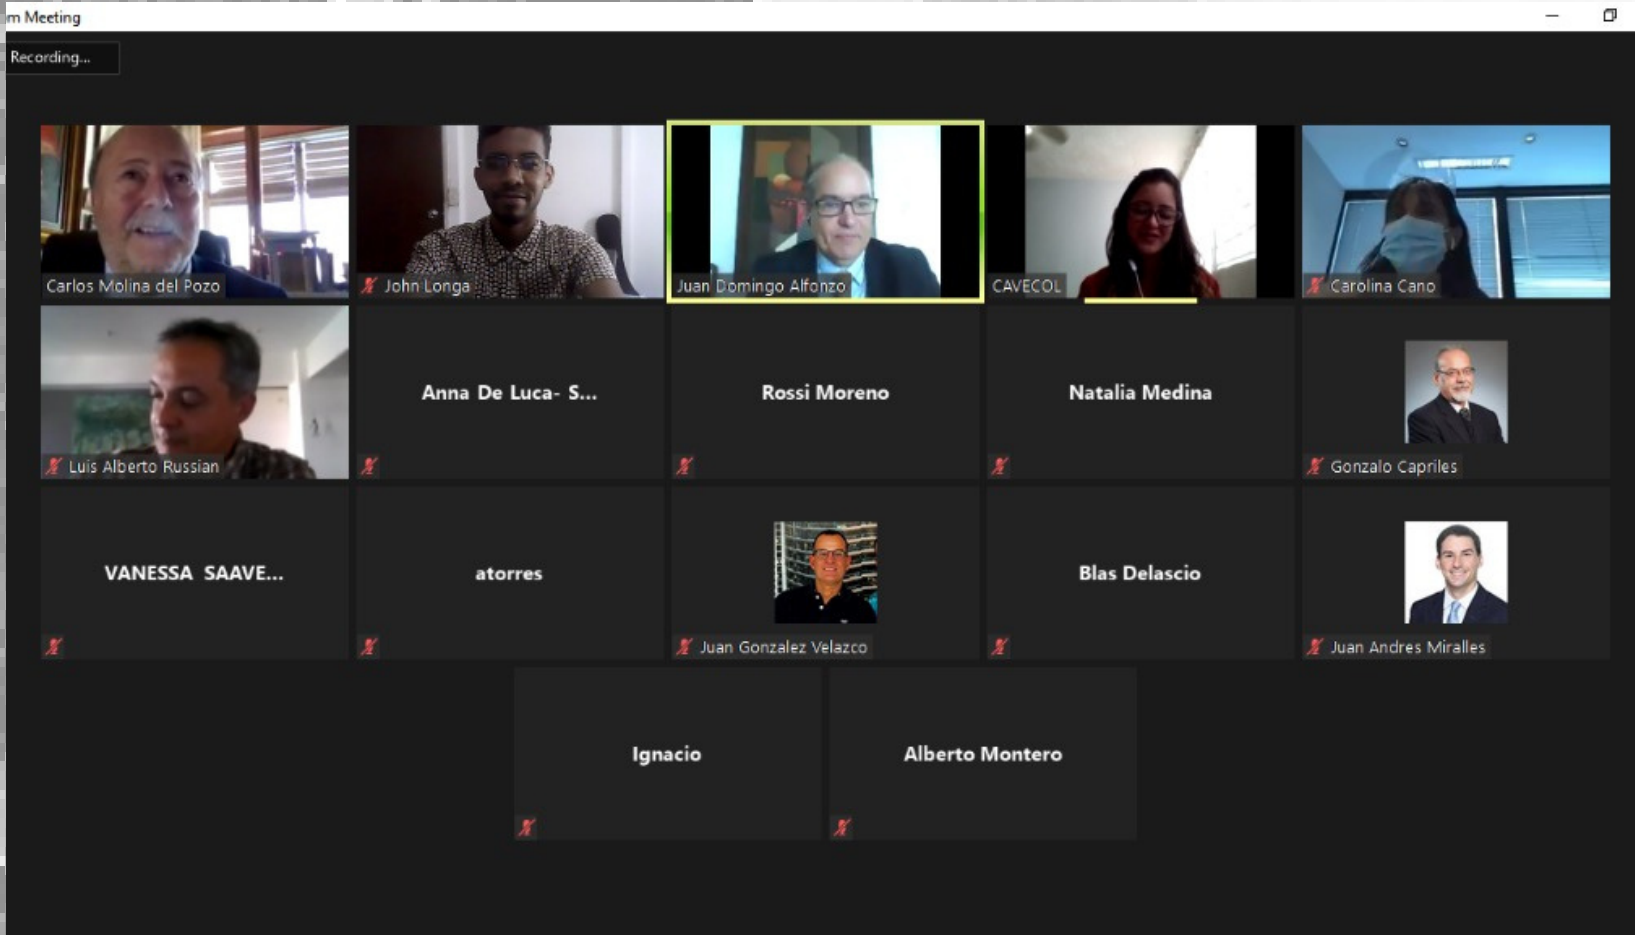 m Meeting
Recording...
Carlos Molina del Pozo
John Longa
Juan Domingo Alfonzo
CAVECOL
Carolina Cano
Luis Alberto Russian
Anna De Luca- S...
Rossi Moreno
Natalia Medina
Gonzalo Capriles
VANESSA SAAVE...
atorres
Juan Gonzalez Velazco
Blas Delascio
Juan Andres Miralles
Ignacio
Alberto Montero